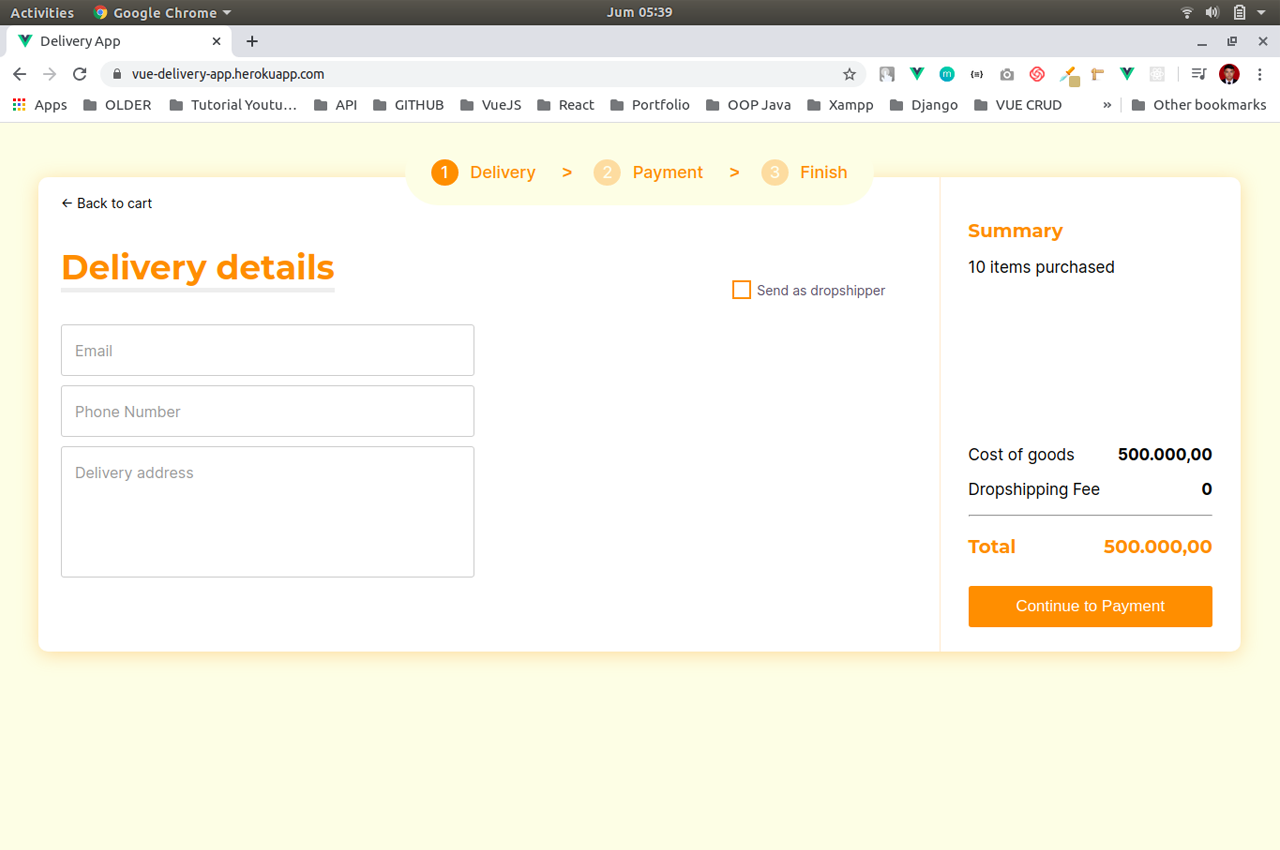 Activities Google Chrome Jum 05:39
Delivery App
vue-delivery-app.herokuapp.com
Apps OLDER Tutorial Youtu... API GITHUB VueJS React Portfolio OOP Java Xampp Django VUE CRUD » Other bookmarks
1 Delivery > 2 Payment > 3 Finish
← Back to cart
Delivery details
Send as dropshipper
Email
Phone Number
Delivery address
Summary
10 items purchased
Cost of goods 500.000,00
Dropshipping Fee 0
Total 500.000,00
Continue to Payment